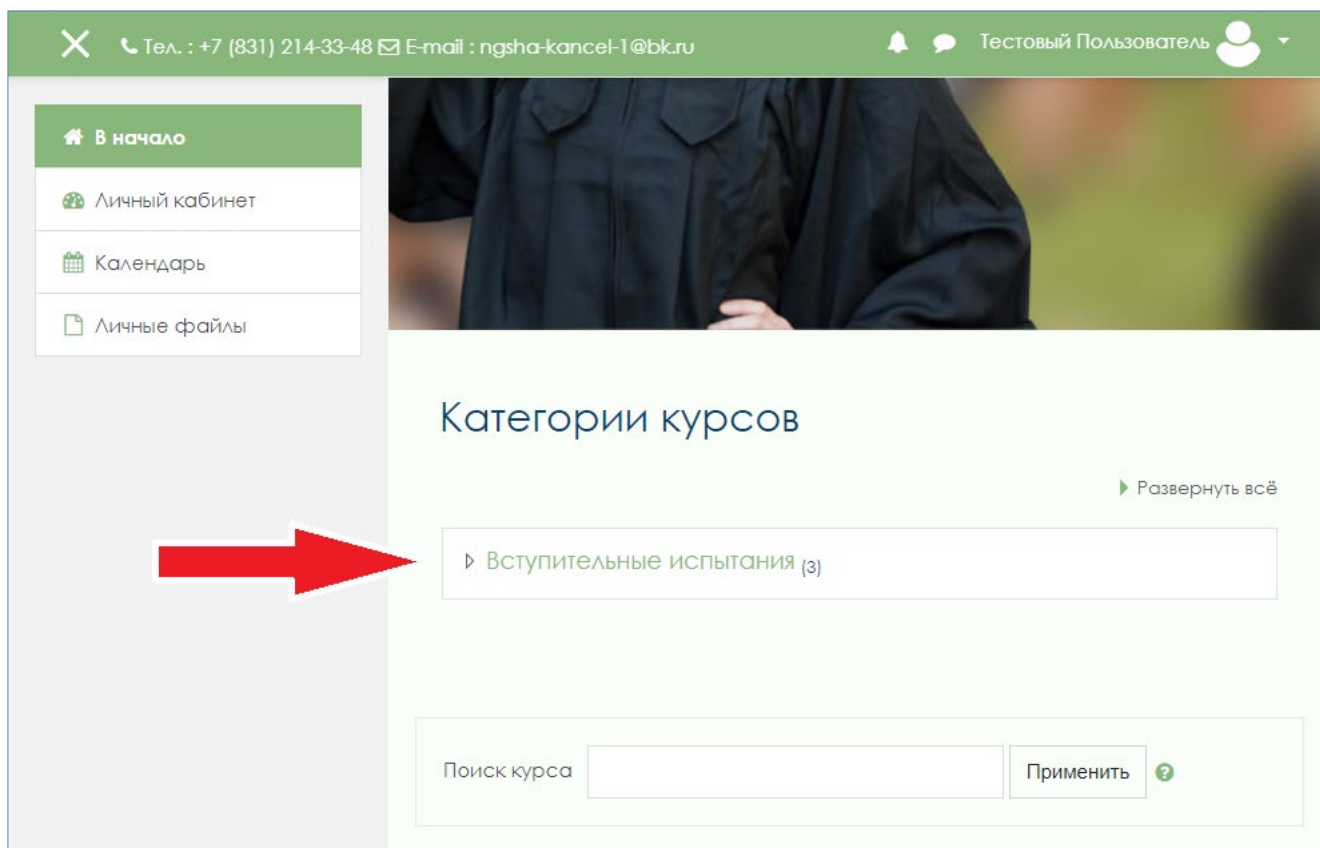 Тел. : +7 (831) 214-33-48 E-mail : ngsha-kancel-1@bk.ru Тестовый Пользователь
В начало
Личный кабинет
Календарь
Личные файлы
Категории курсов
Развернуть всё
Вступительные испытания (3)
Поиск курса Применить